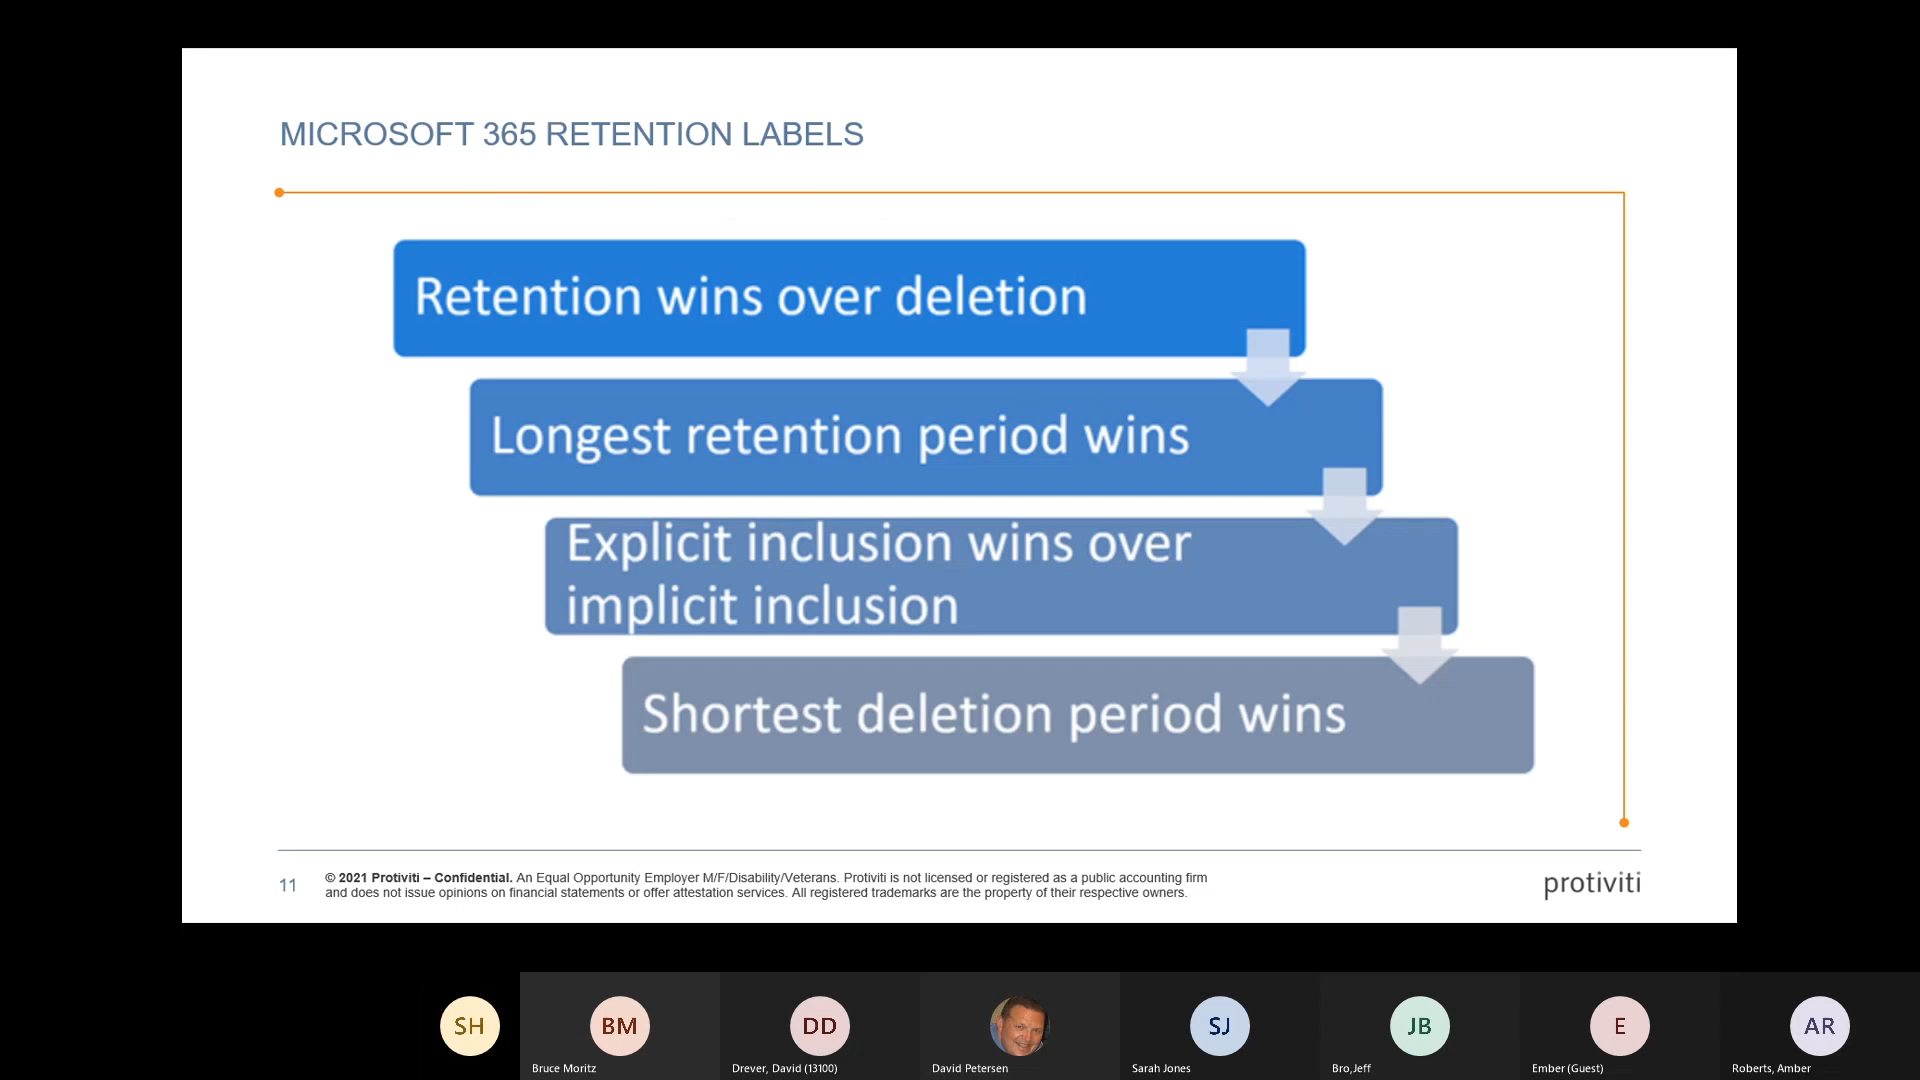 MICROSOFT 365 RETENTION LABELS
Retention wins over deletion
Longest retention period wins
Explicit inclusion wins over
implicit inclusion
Shortest deletion period wins
11
© 2021 Protiviti – Confidential. An Equal Opportunity Employer M/F/Disability/Veterans. Protiviti is not licensed or registered as a public accounting firm
and does not issue opinions on financial statements or offer attestation services. All registered trademarks are the property of their respective owners.
protiviti
SH
BM
DD
SJ
JB
E
AR
Bruce Moritz
Drever, David (13100)
David Petersen
Sarah Jones
Bro,Jeff
Ember (Guest)
Roberts, Amber